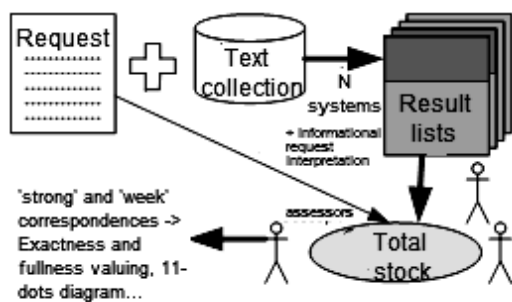 Request
Text
collection
N
systems
+ Informational
request
Interpretation
Result
lists
assessors
Total
stock
'strong' and 'week'
correspondences ->
Exactness and
fullness valuing, 11-
dots diagram...